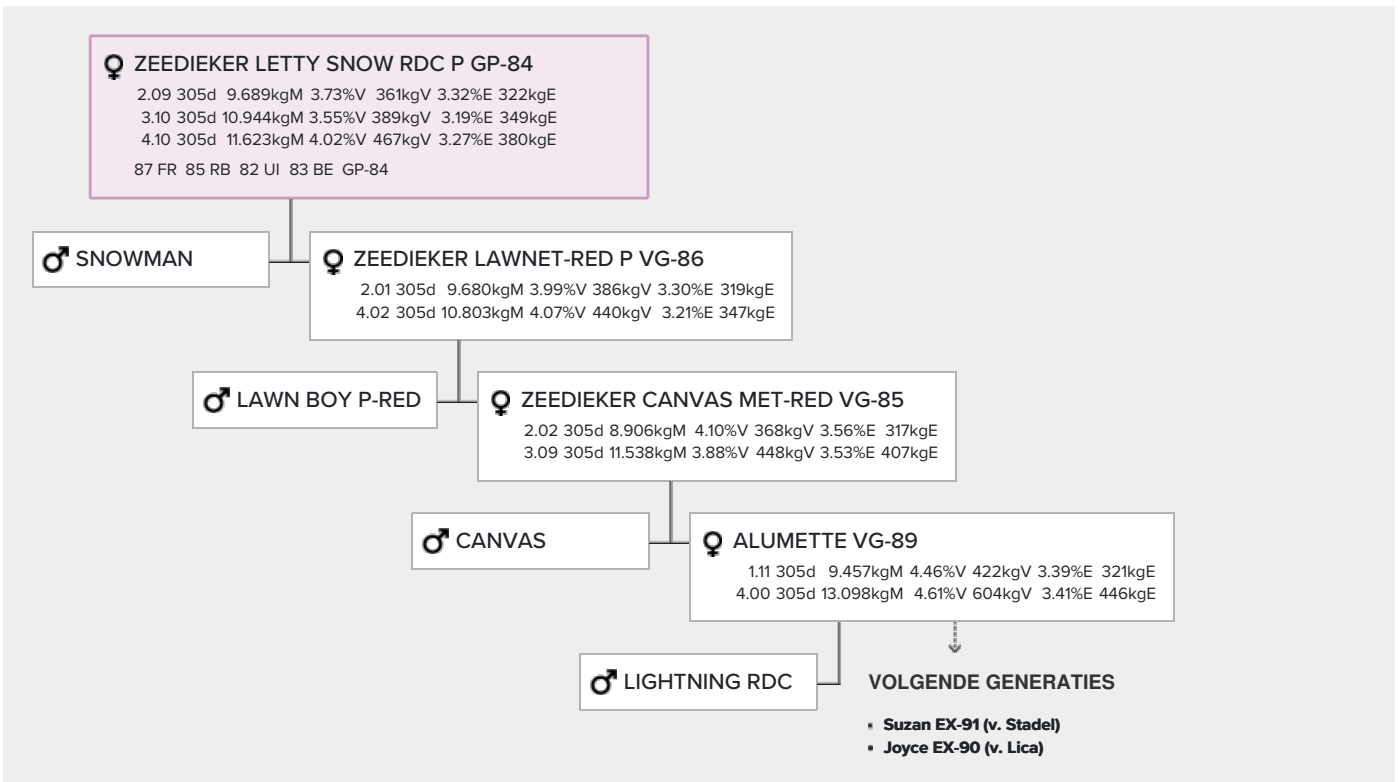 ZEEDIEKER LETTY SNOW RDC P GP-84
2.09 305d 9.689kgM 3.73%V 361kgV 3.32%E 322kgE
3.10 305d 10.944kgM 3.55%V 389kgV 3.19%E 349kgE
4.10 305d 11.623kgM 4.02%V 467kgV 3.27%E 380kgE
87 FR 85 RB 82 UI 83 BE GP-84
SNOWMAN
ZEEDIEKER LAWNET-RED P VG-86
2.01 305d 9.680kgM 3.99%V 386kgV 3.30%E 319kgE
4.02 305d 10.803kgM 4.07%V 440kgV 3.21%E 347kgE
LAWN BOY P-RED
ZEEDIEKER CANVAS MET-RED VG-85
2.02 305d 8.906kgM 4.10%V 368kgV 3.56%E 317kgE
3.09 305d 11.538kgM 3.88%V 448kgV 3.53%E 407kgE
CANVAS
ALUMETTE VG-89
1.11 305d 9.457kgM 4.46%V 422kgV 3.39%E 321kgE
4.00 305d 13.098kgM 4.61%V 604kgV 3.41%E 446kgE
LIGHTNING RDC
VOLGENDE GENERATIES
• Suzan EX-91 (v. Stadel)
• Joyce EX-90 (v. Lica)